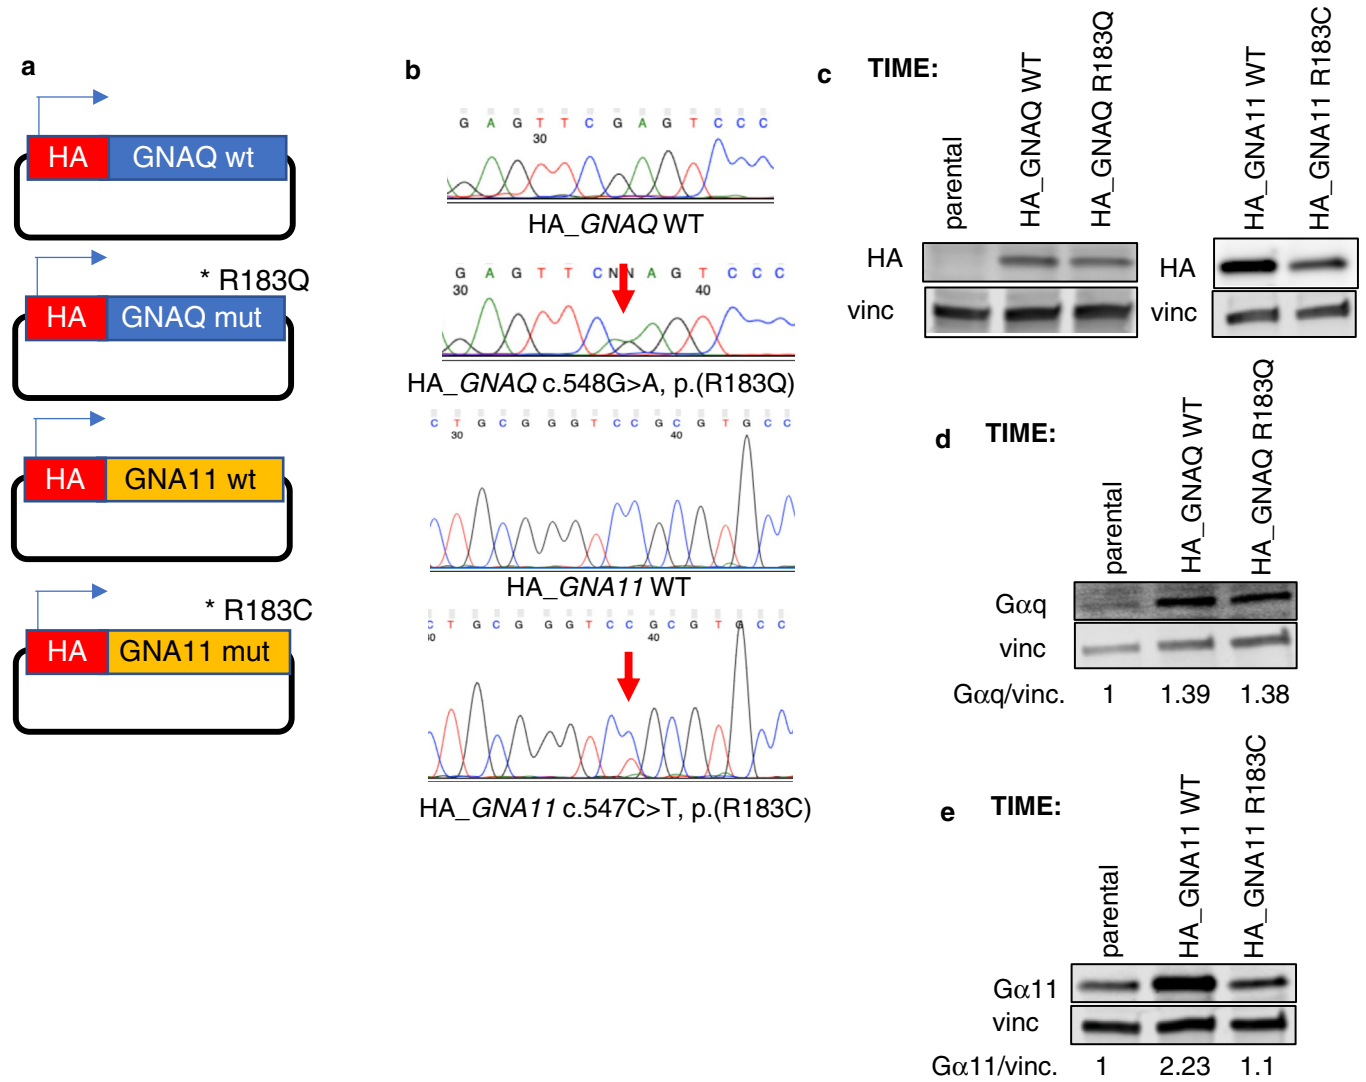 a
HA GNAQ wt
* R183Q
HA GNAQ mut
HA GNA11 wt
* R183C
HA GNA11 mut
b
G A G T T C G A G T C C C
30
HA_GNAQ WT
G A G T T C N N A G T C C C
30 40
HA_GNAQ c.548G>A, p.(R183Q)
C T G C G G G T C C G C G T G C C
30 40
HA_GNA11 WT
C T G C G G G T C C G C G T G C C
30 40
HA_GNA11 c.547C>T, p.(R183C)
c TIME:
parental
HA_GNAQ WT
HA_GNAQ R183Q
HA_GNA11 WT
HA_GNA11 R183C
HA
vinc
HA
vinc
d TIME:
parental
HA_GNAQ WT
HA_GNAQ R183Q
Gαq
vinc
Gαq/vinc. 1 1.39 1.38
e TIME:
parental
HA_GNA11 WT
HA_GNA11 R183C
Gα11
vinc
Gα11/vinc. 1 2.23 1.1